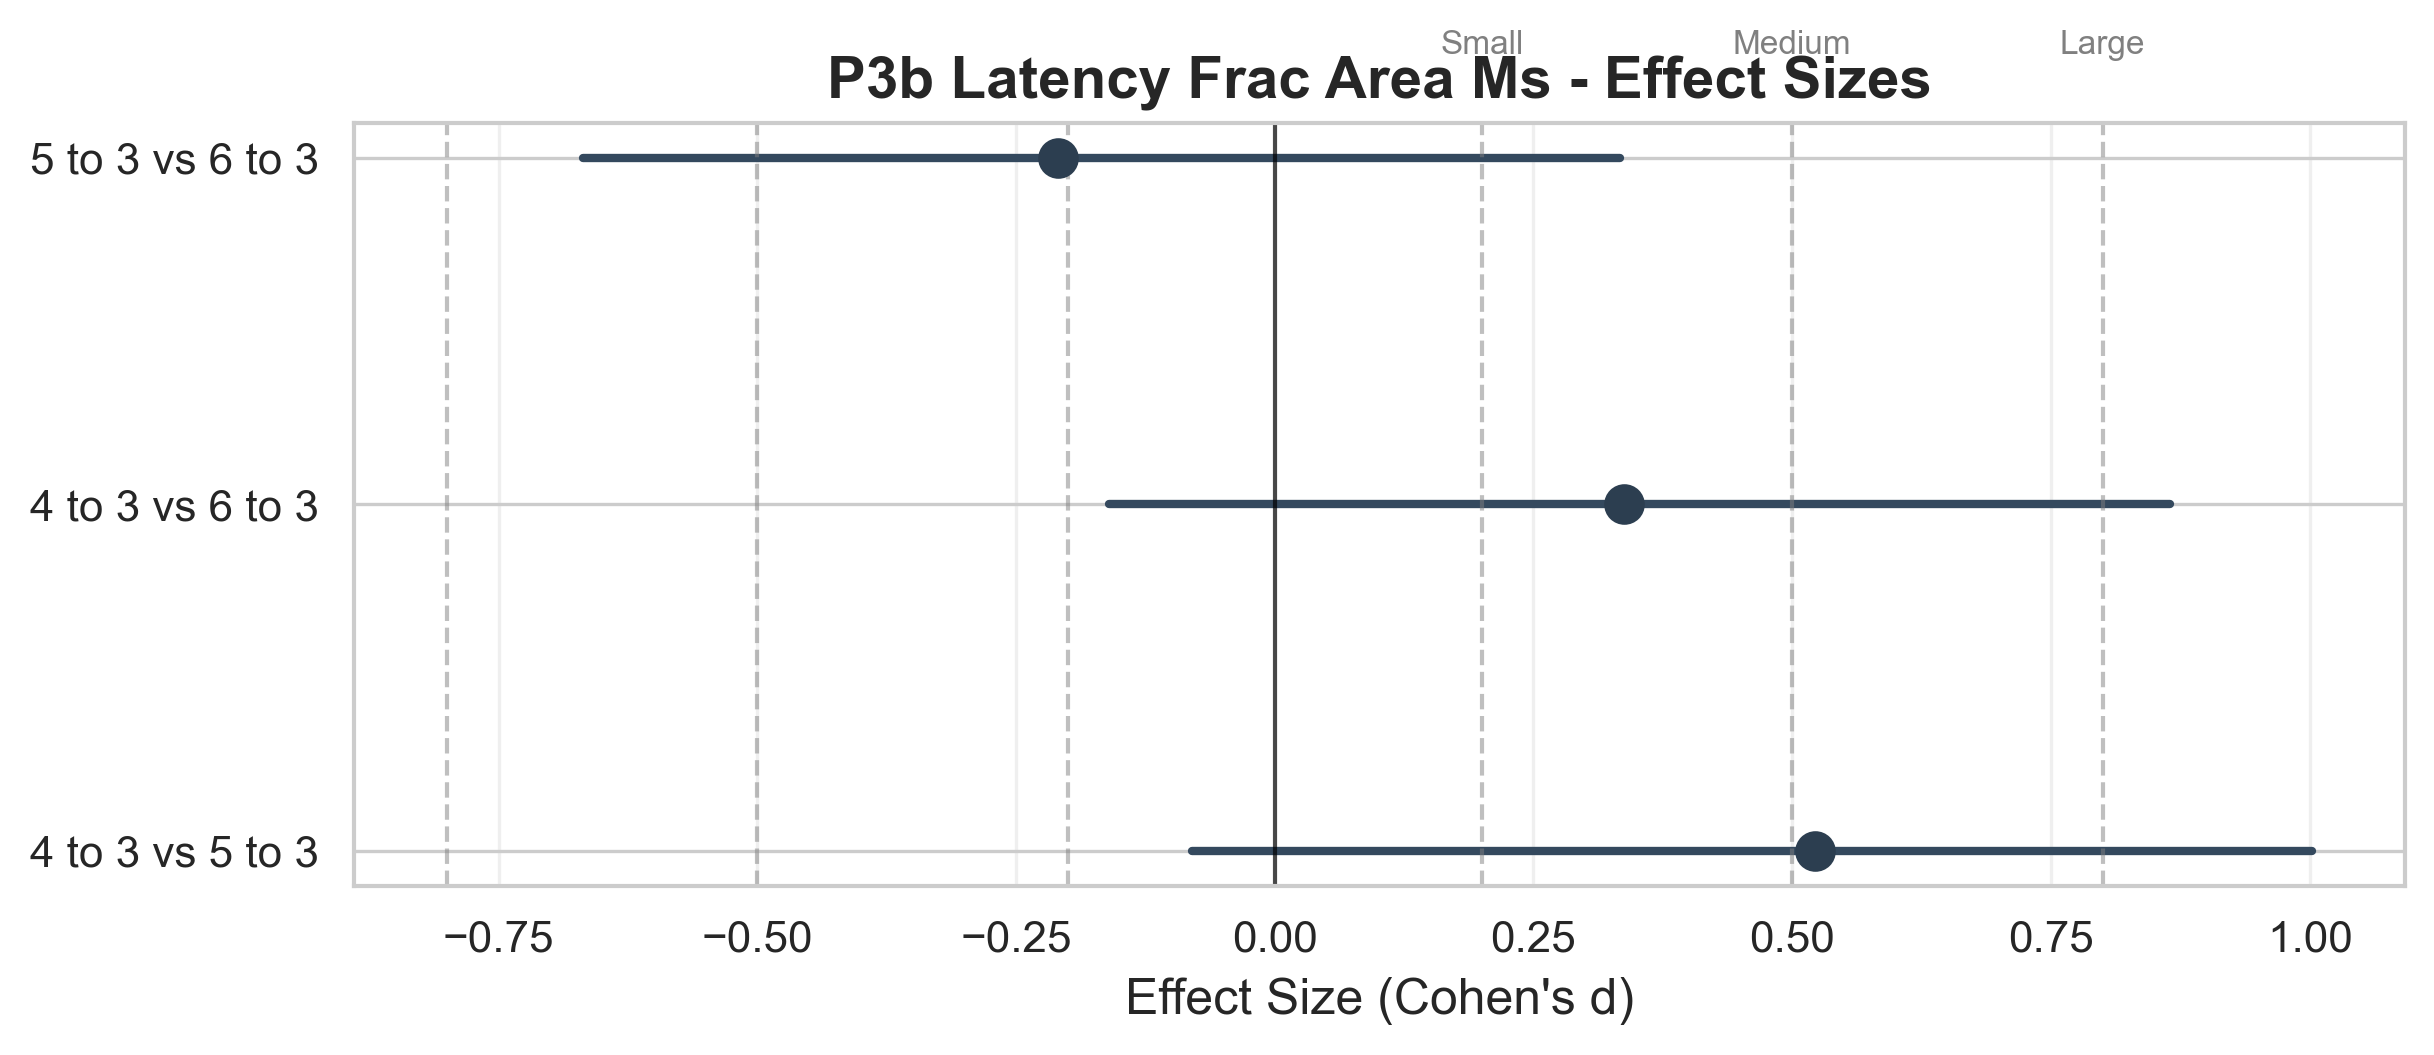 Small Medium Large
P3b Latency Frac Area Ms - Effect Sizes
5 to 3 vs 6 to 3
4 to 3 vs 6 to 3
4 to 3 vs 5 to 3
−0.75 −0.50 −0.25 0.00 0.25 0.50 0.75 1.00
Effect Size (Cohen's d)